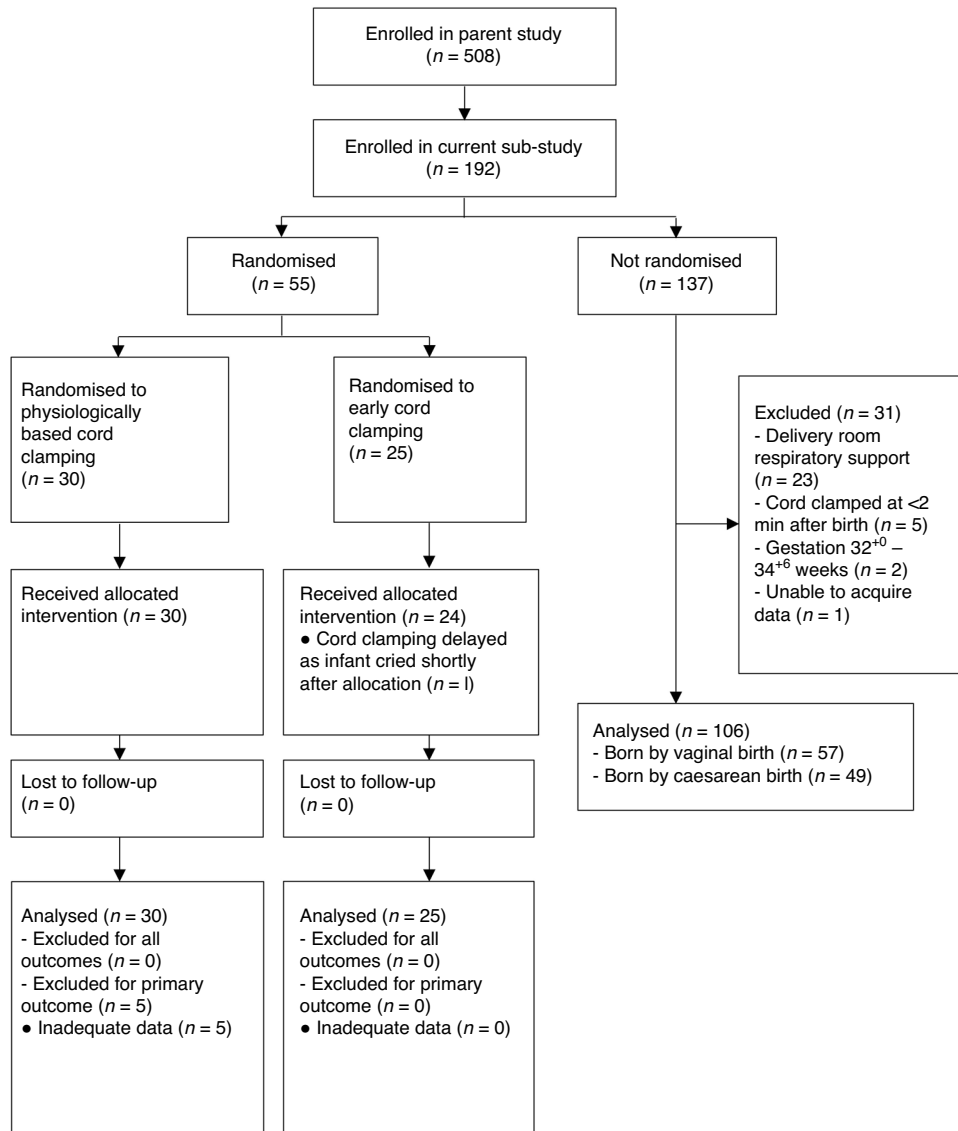 Enrolled in parent study
(n = 508)
Enrolled in current sub-study
(n = 192)
Randomised
(n = 55)
Not randomised
(n = 137)
Randomised to
physiologically
based cord
clamping
(n = 30)
Randomised to
early cord
clamping
(n = 25)
Excluded (n = 31)
- Delivery room
respiratory support
(n = 23)
- Cord clamped at <2
min after birth (n = 5)
- Gestation 32+0 –
34+6 weeks (n = 2)
- Unable to acquire
data (n = 1)
Received allocated
intervention (n = 30)
Received allocated
intervention (n = 24)
● Cord clamping delayed
as infant cried shortly
after allocation (n = l)
Analysed (n = 106)
- Born by vaginal birth (n = 57)
- Born by caesarean birth (n = 49)
Lost to follow-up
(n = 0)
Lost to follow-up
(n = 0)
Analysed (n = 30)
- Excluded for all
outcomes (n = 0)
- Excluded for primary
outcome (n = 5)
● Inadequate data (n = 5)
Analysed (n = 25)
- Excluded for all
outcomes (n = 0)
- Excluded for primary
outcome (n = 0)
● Inadequate data (n = 0)